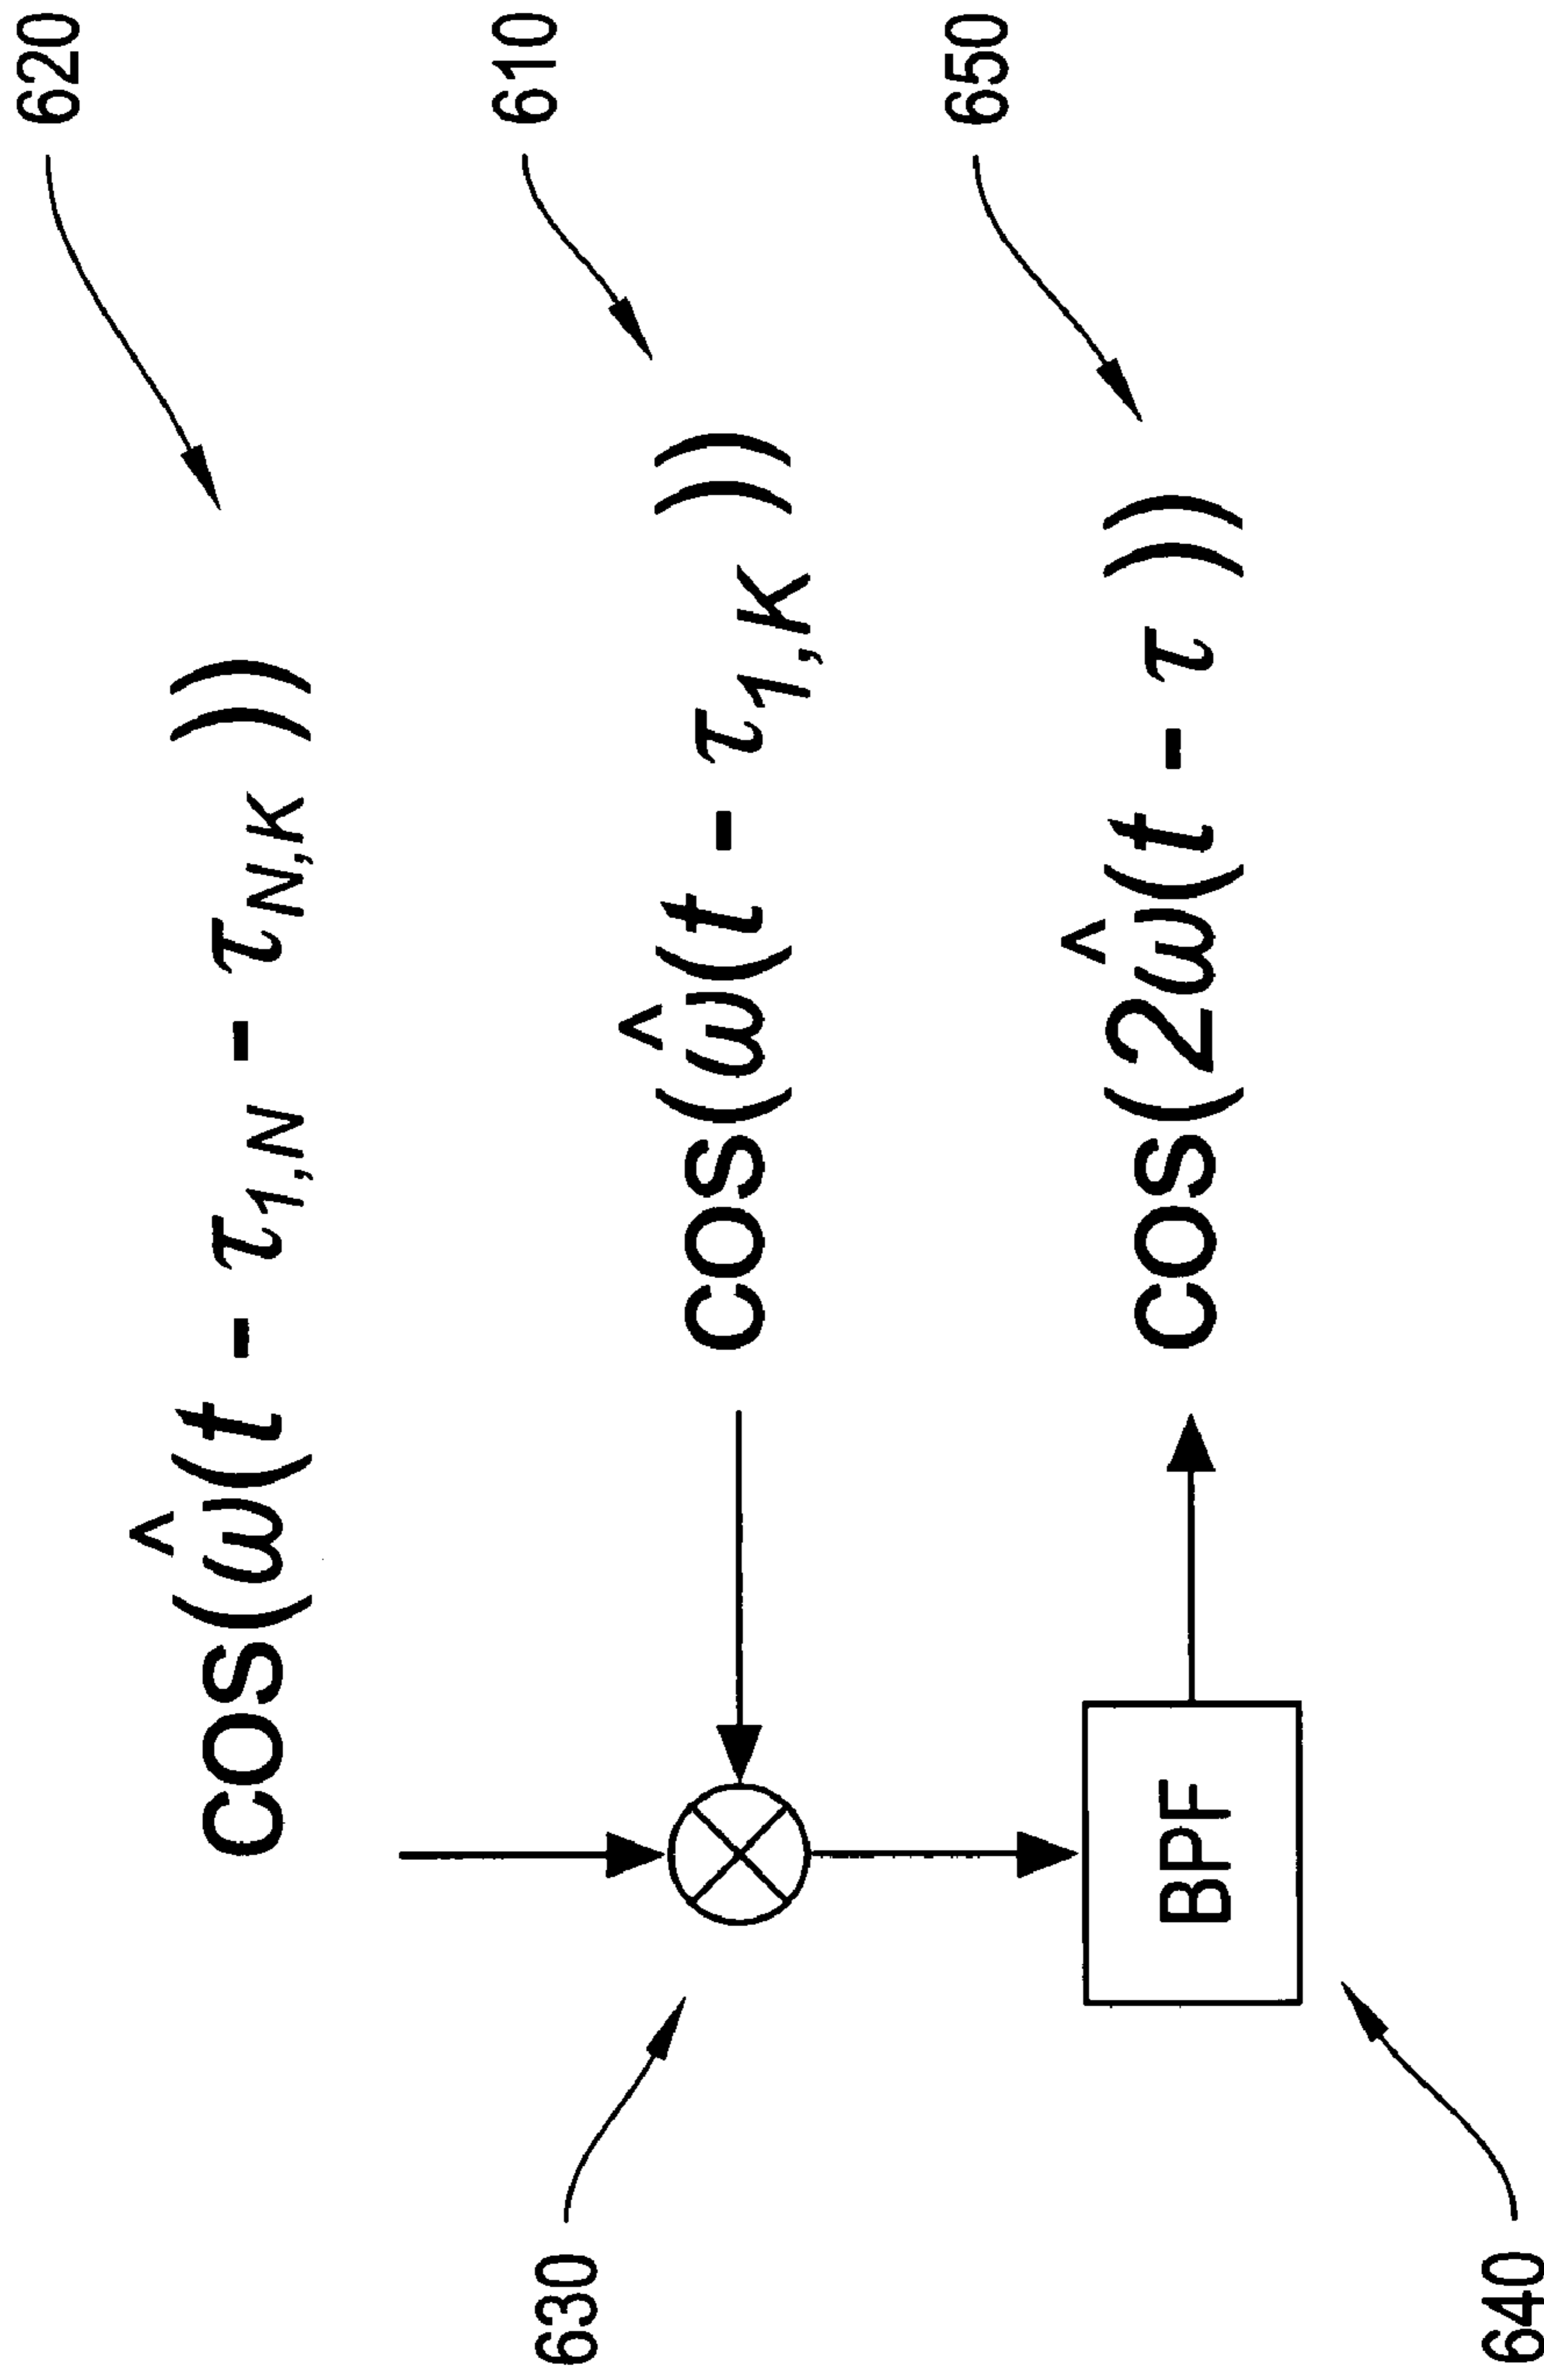 620
cos(ω̂(t - τ1,N - τN,K ))
610
cos(ω̂(t - τ1,K ))
630
650
cos(2ω̂(t - τ ))
BPF
640